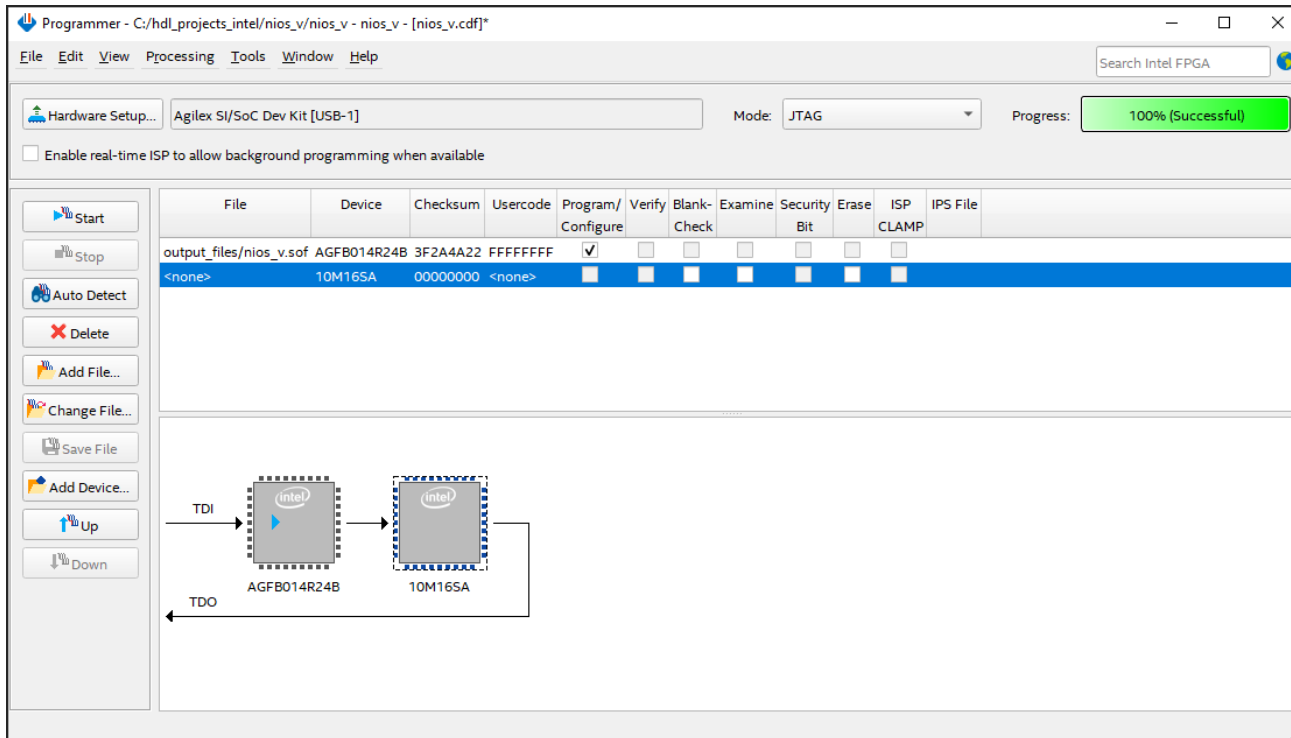 Programmer - C:/hdl_projects_intel/nios_v/nios_v - nios_v - [nios_v.cdf]*
File Edit View Processing Tools Window Help
Search Intel FPGA
Hardware Setup... Agilex SI/SoC Dev Kit [USB-1] Mode: JTAG Progress: 100% (Successful)
Enable real-time ISP to allow background programming when available
Start
Stop
Auto Detect
Delete
Add File...
Change File...
Save File
Add Device...
Up
Down
File Device Checksum Usercode Program/ Verify Blank- Examine Security Erase ISP IPS File
Configure Check Bit CLAMP
output_files/nios_v.sof AGFB014R24B 3F2A4A22 FFFFFFFF
<none> 10M16SA 00000000 <none>
intel intel
TDI
AGFB014R24B 10M16SA
TDO